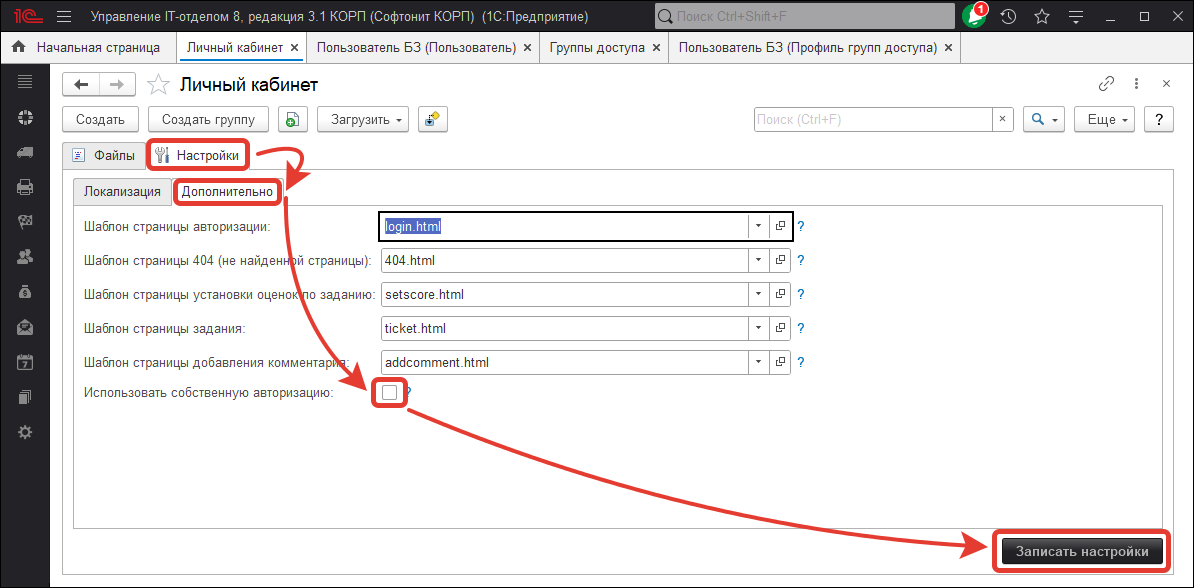 1С Управление IT-отделом 8, редакция 3.1 КОРП (Софтонит КОРП) (1С:Предприятие) Поиск Ctrl+Shift+F 1
Начальная страница Личный кабинет × Пользователь БЗ (Пользователь) × Группы доступа × Пользователь БЗ (Профиль групп доступа) ×
Личный кабинет
Создать Создать группу Загрузить Поиск (Ctrl+F) × Еще ?
Файлы Настройки
Локализация Дополнительно
Шаблон страницы авторизации: login.html ?
Шаблон страницы 404 (не найденной страницы): 404.html ?
Шаблон страницы установки оценок по заданию: setscore.html ?
Шаблон страницы задания: ticket.html ?
Шаблон страницы добавления комментария: addcomment.html ?
7
Использовать собственную авторизацию: ?
Записать настройки